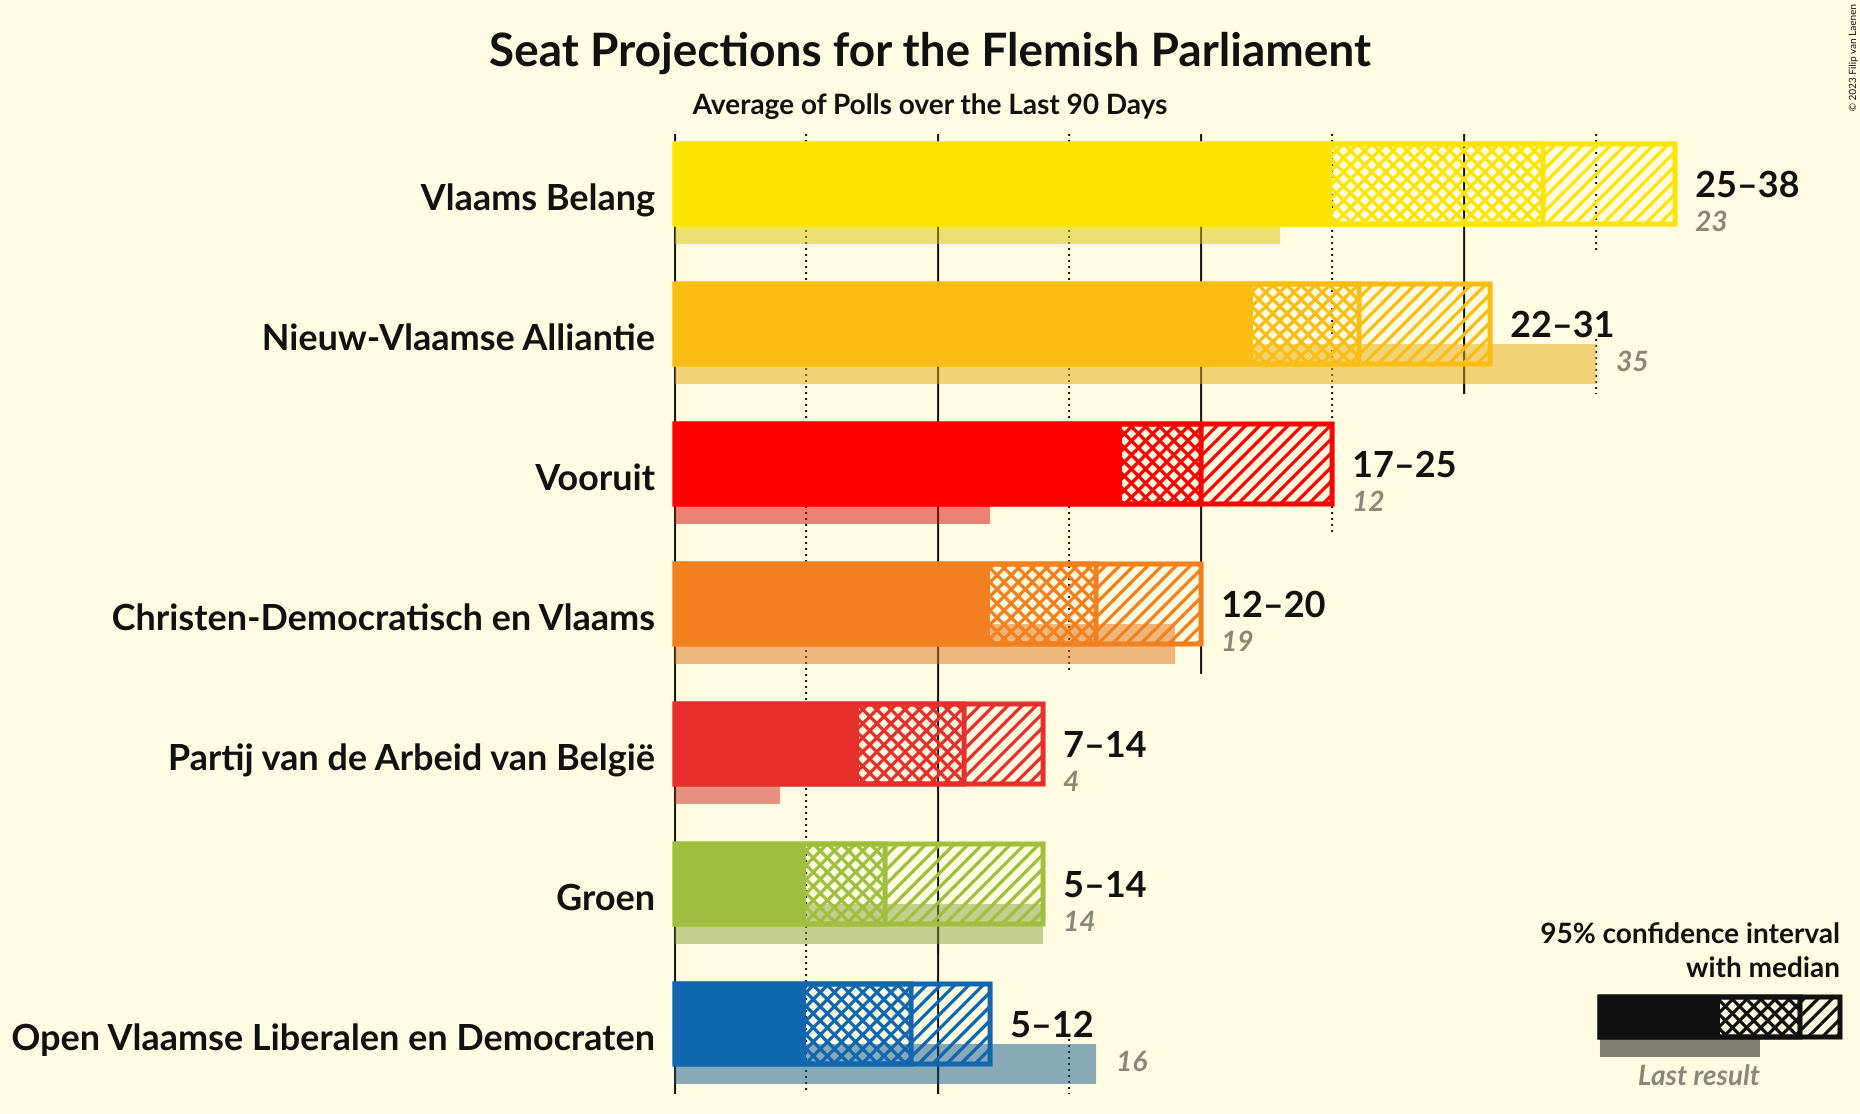 Seat Projections for the Flemish Parliament
Average of Polls over the Last 90 Days
© 2023 Filip van Laenen
Vlaams Belang
25–38
23
Nieuw-Vlaamse Alliantie
22–31
35
Vooruit
17–25
12
Christen-Democratisch en Vlaams
12–20
19
Partij van de Arbeid van België
7–14
4
Groen
5–14
14
Open Vlaamse Liberalen en Democraten
5–12
16
95% confidence interval
with median
Last result